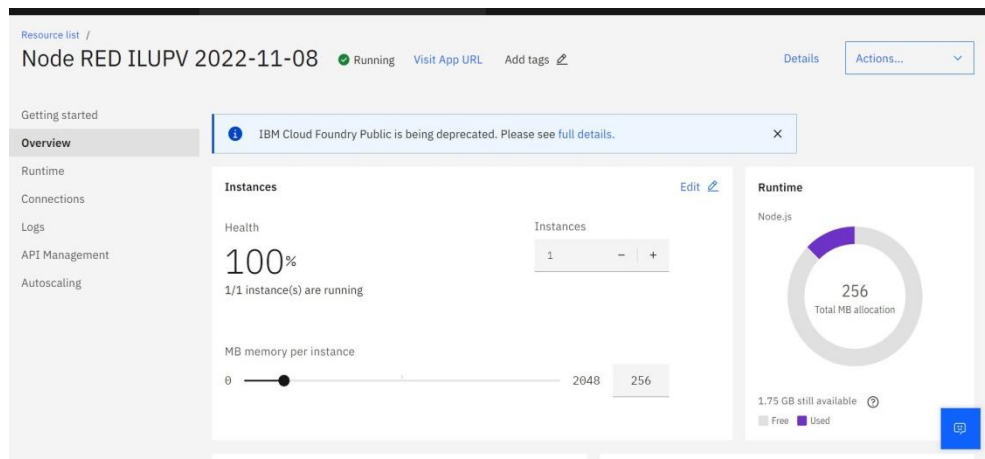 Resource list /
Node RED ILUPV 2022-11-08 Running Visit App URL Add tags Details Actions...
Getting started
Overview
Runtime
Connections
Logs
API Management
Autoscaling
IBM Cloud Foundry Public is being deprecated. Please see full details.
Instances Edit
Health
100%
1/1 instance(s) are running
Instances
1 - +
MB memory per instance
0 2048 256
Runtime
Node.js
256
Total MB allocation
1.75 GB still available
Free Used